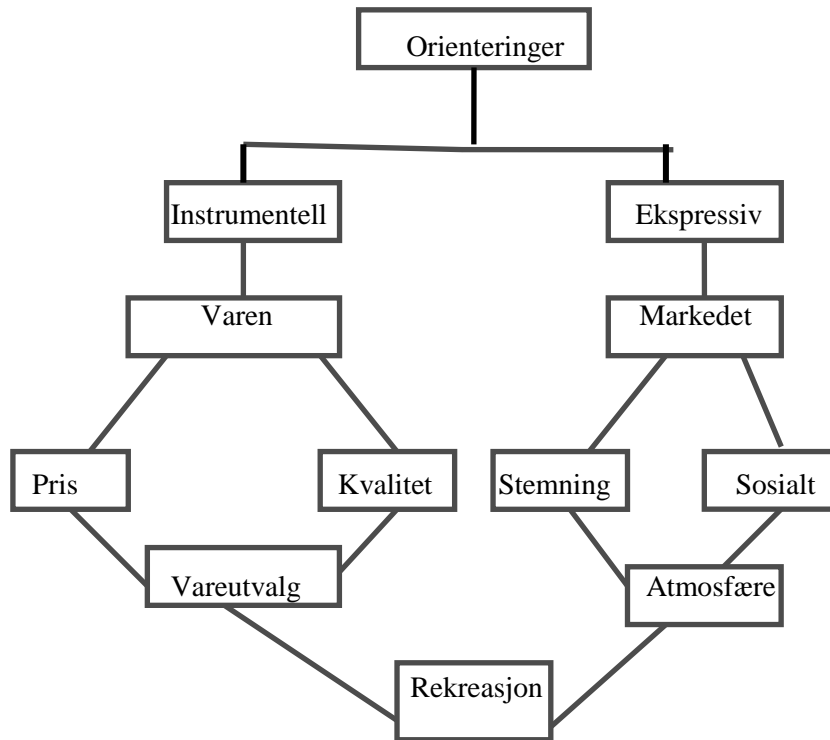 Orienteringer
Instrumentell
Ekspressiv
Varen
Markedet
Pris
Kvalitet
Stemning
Sosialt
Vareutvalg
Atmosfære
Rekreasjon